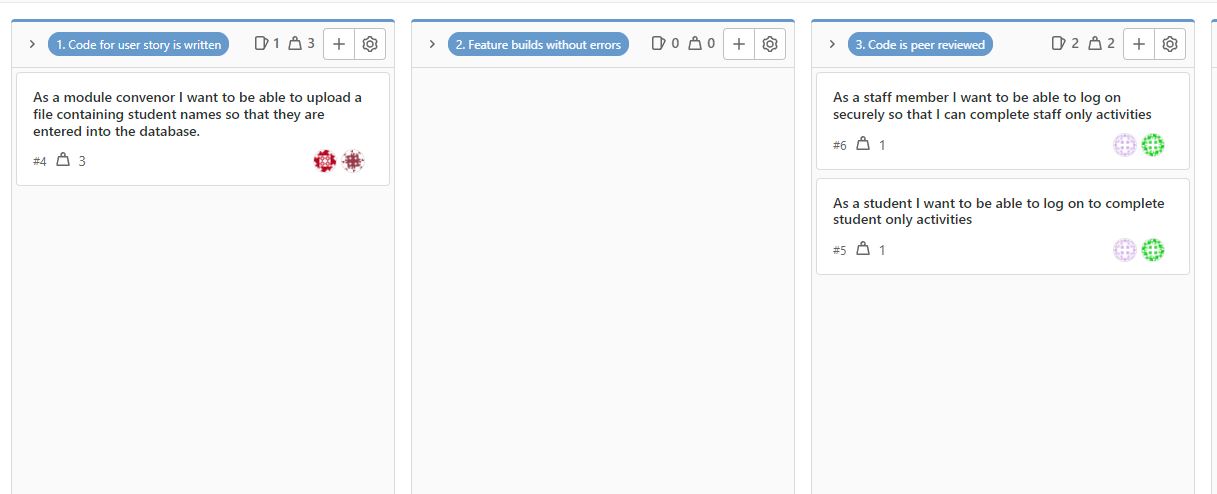 1. Code for user story is written 1 3
As a module convenor I want to be able to upload a
file containing student names so that they are
entered into the database.
#4 3
2. Feature builds without errors 0 0
3. Code is peer reviewed 2 2
As a staff member I want to be able to log on
securely so that I can complete staff only activities
#6 1
As a student I want to be able to log on to complete
student only activities
#5 1